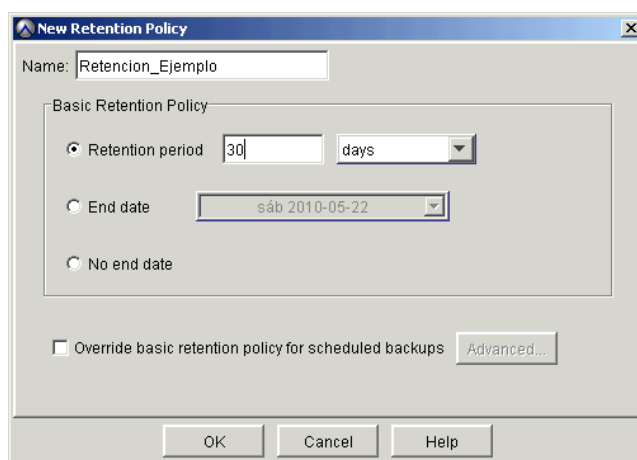 New Retention Policy
Name: Retencion_Ejemplo
Basic Retention Policy
Retention period 30 days
End date sáb 2010-05-22
No end date
Override basic retention policy for scheduled backups Advanced...
OK Cancel Help